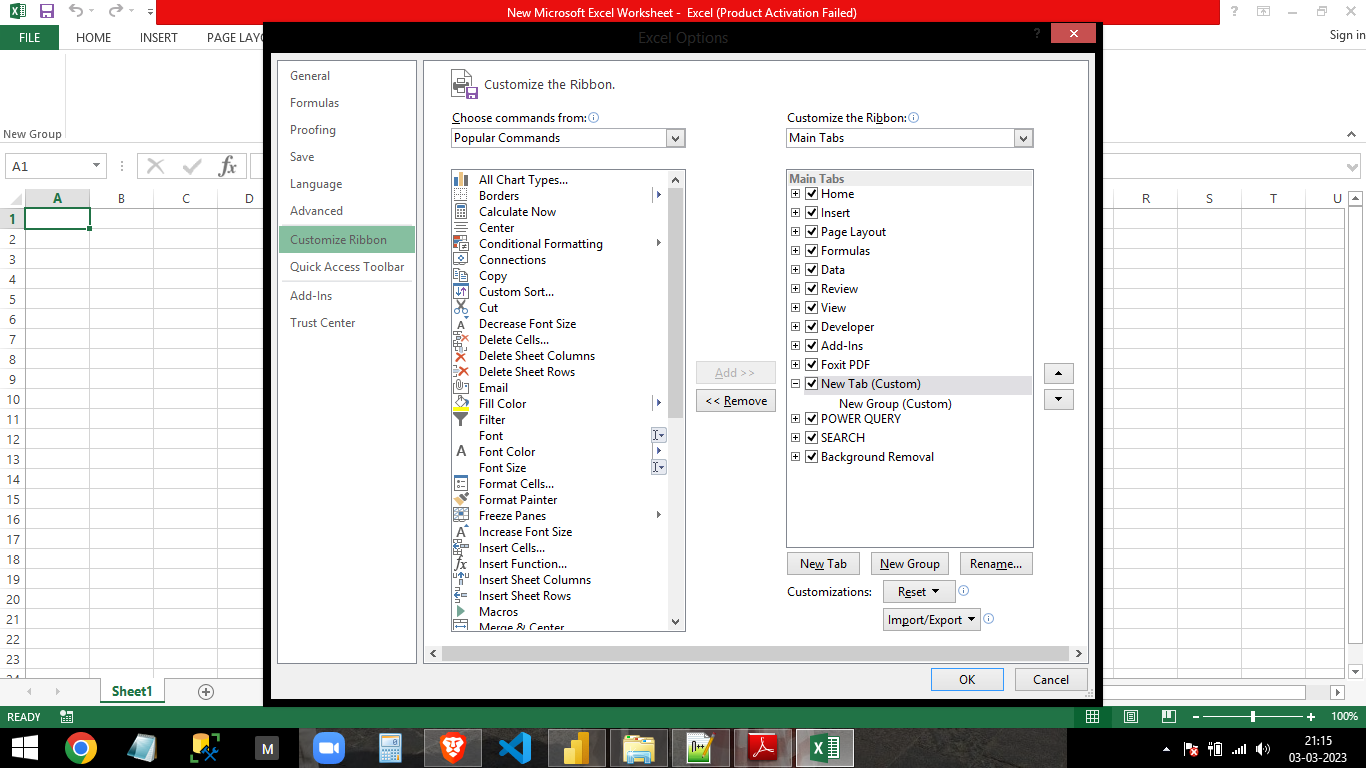 New Microsoft Excel Worksheet - Excel (Product Activation Failed)
FILE HOME INSERT PAGE LAYO
Sign in
Excel Options
New Group
A1
A B C D R S T U
1
2
3
4
5
6
7
8
9
10
11
12
13
14
15
16
17
18
19
20
21
22
23
General
Formulas
Proofing
Save
Language
Advanced
Customize Ribbon
Quick Access Toolbar
Add-Ins
Trust Center
Customize the Ribbon.
Choose commands from:
Popular Commands
All Chart Types...
Borders
Calculate Now
Center
Conditional Formatting
Connections
Copy
Custom Sort...
Cut
Decrease Font Size
Delete Cells...
Delete Sheet Columns
Delete Sheet Rows
Email
Fill Color
Filter
Font
Font Color
Font Size
Format Cells...
Format Painter
Freeze Panes
Increase Font Size
Insert Cells...
Insert Function...
Insert Sheet Columns
Insert Sheet Rows
Macros
Merge & Center
Add >>
<< Remove
Customize the Ribbon:
Main Tabs
Main Tabs
Home
Insert
Page Layout
Formulas
Data
Review
View
Developer
Add-Ins
Foxit PDF
New Tab (Custom)
New Group (Custom)
POWER QUERY
SEARCH
Background Removal
New Tab New Group Rename...
Customizations: Reset
Import/Export
OK Cancel
Sheet1
READY
100%
21:15
03-03-2023